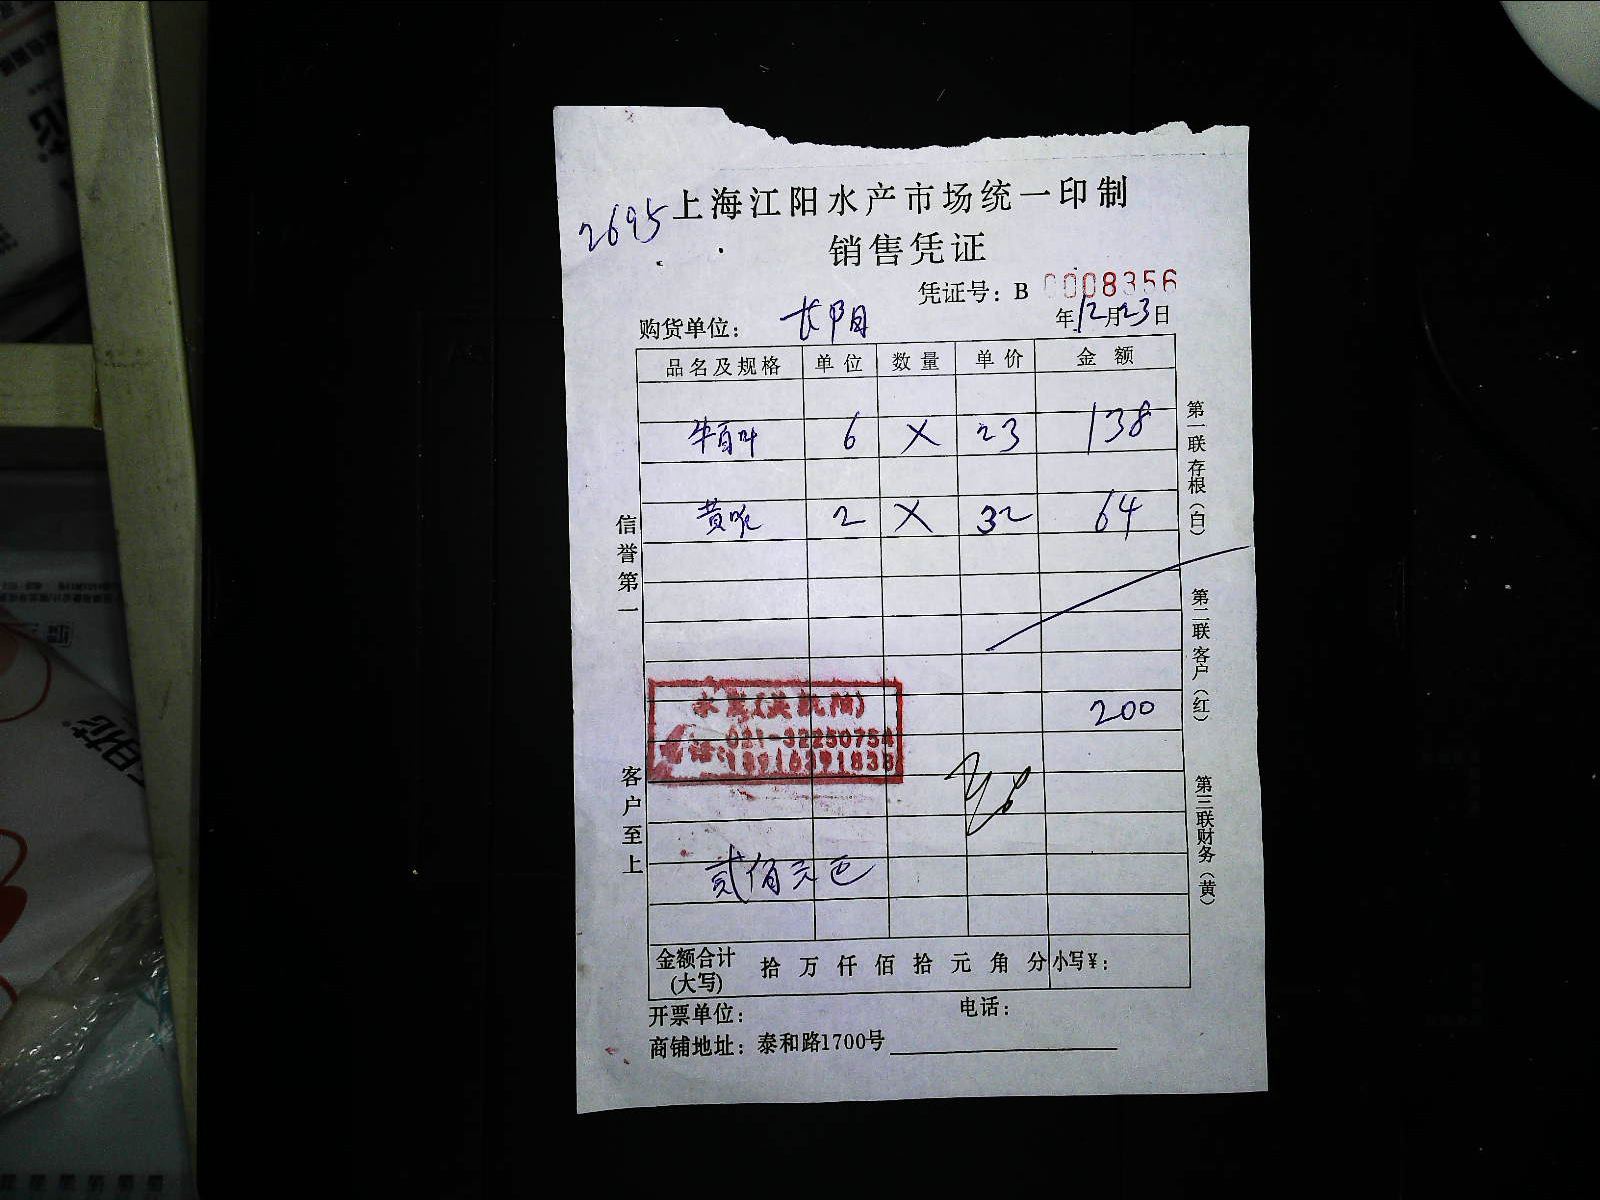 上海江阳水产市场统一印制
2695
销售凭证
凭证号：B 0008356
购货单位： 长阳
年12月23日
品名及规格 单位 数量 单价 金额
牛百叶 6 X 23 138
黄喉 2 X 32 64
200
021-32250754
18916391838
贰佰元
金额合计(大写) 拾 万 仟 佰 拾 元 角 分 小写¥：
开票单位： 电话：
商铺地址：泰和路1700号
信誉第一
客户至上
第一联存根（白）
第二联客户（红）
第三联财务（黄）